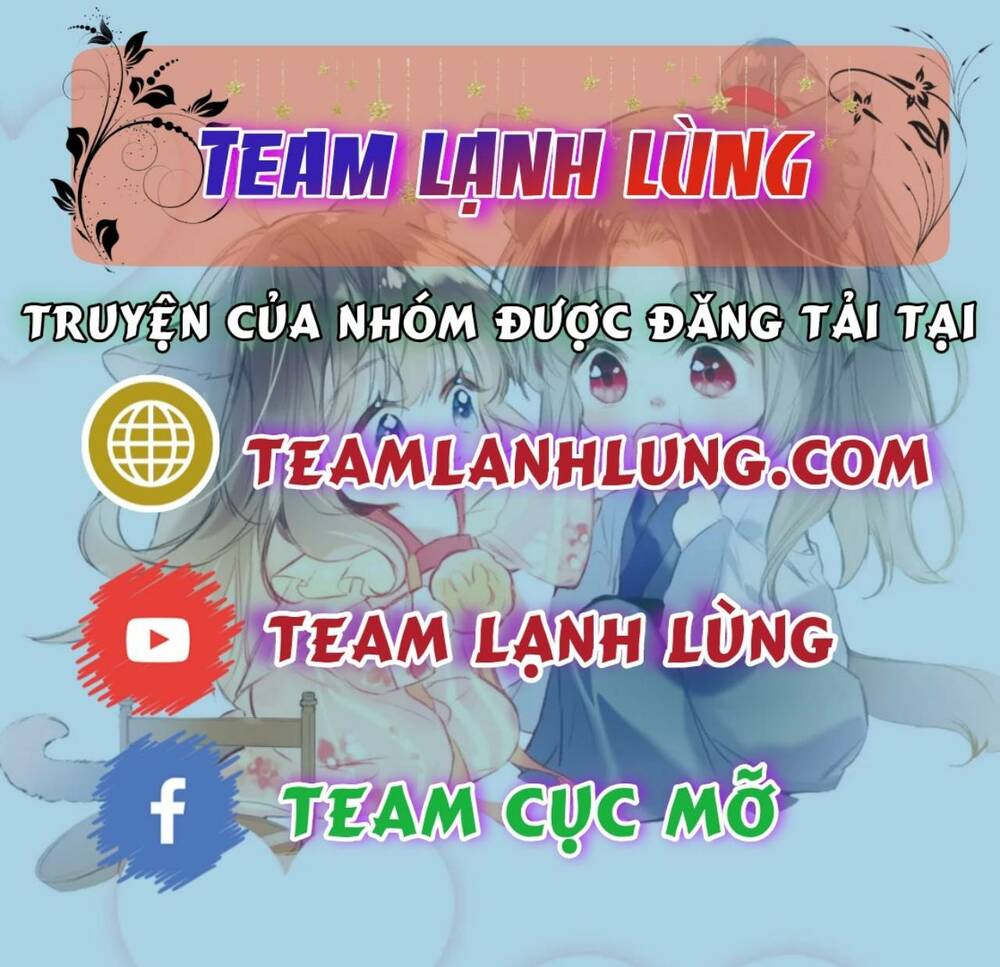 TEAM LẠNH LÙNG
TRUYỆN CỦA NHÓM ĐƯỢC ĐĂNG TẢI TẠI
TEAMLANHLUNG.COM
TEAM LẠNH LÙNG
TEAM CỤC MỠ